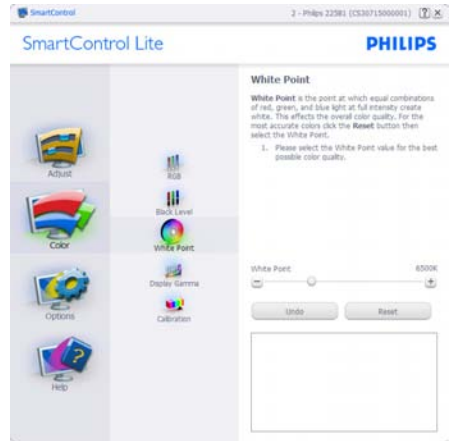 SmartControl
2 - Philips 225B1 (CS30715000001)
SmartControl Lite
PHILIPS
Adjust
Color
Options
Help
RGB
Black Level
White Point
Display Gamma
Calibration
White Point
White Point is the point at which equal combinations
of red, green, and blue light at full intensity create
white. This effects the overall color quality. For the
most accurate colors click the Reset button then
select the White Point.
1. Please select the White Point value for the best
possible color quality.
White Point 6500K
Undo Reset